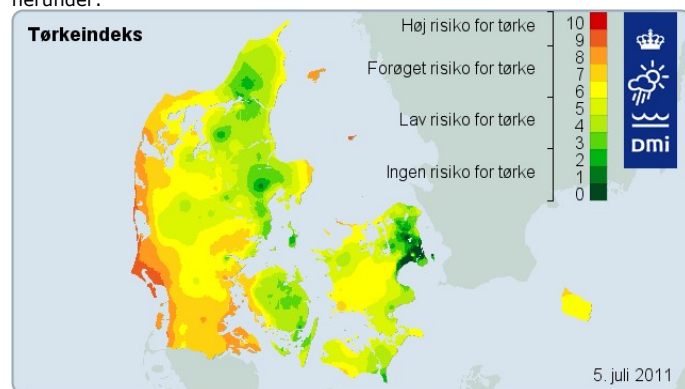 herunder:
Tørkeindeks
Høj risiko for tørke
Forøget risiko for tørke
Lav risiko for tørke
Ingen risiko for tørke
10
9
8
7
6
5
4
3
2
1
0
DMI
5. juli 2011